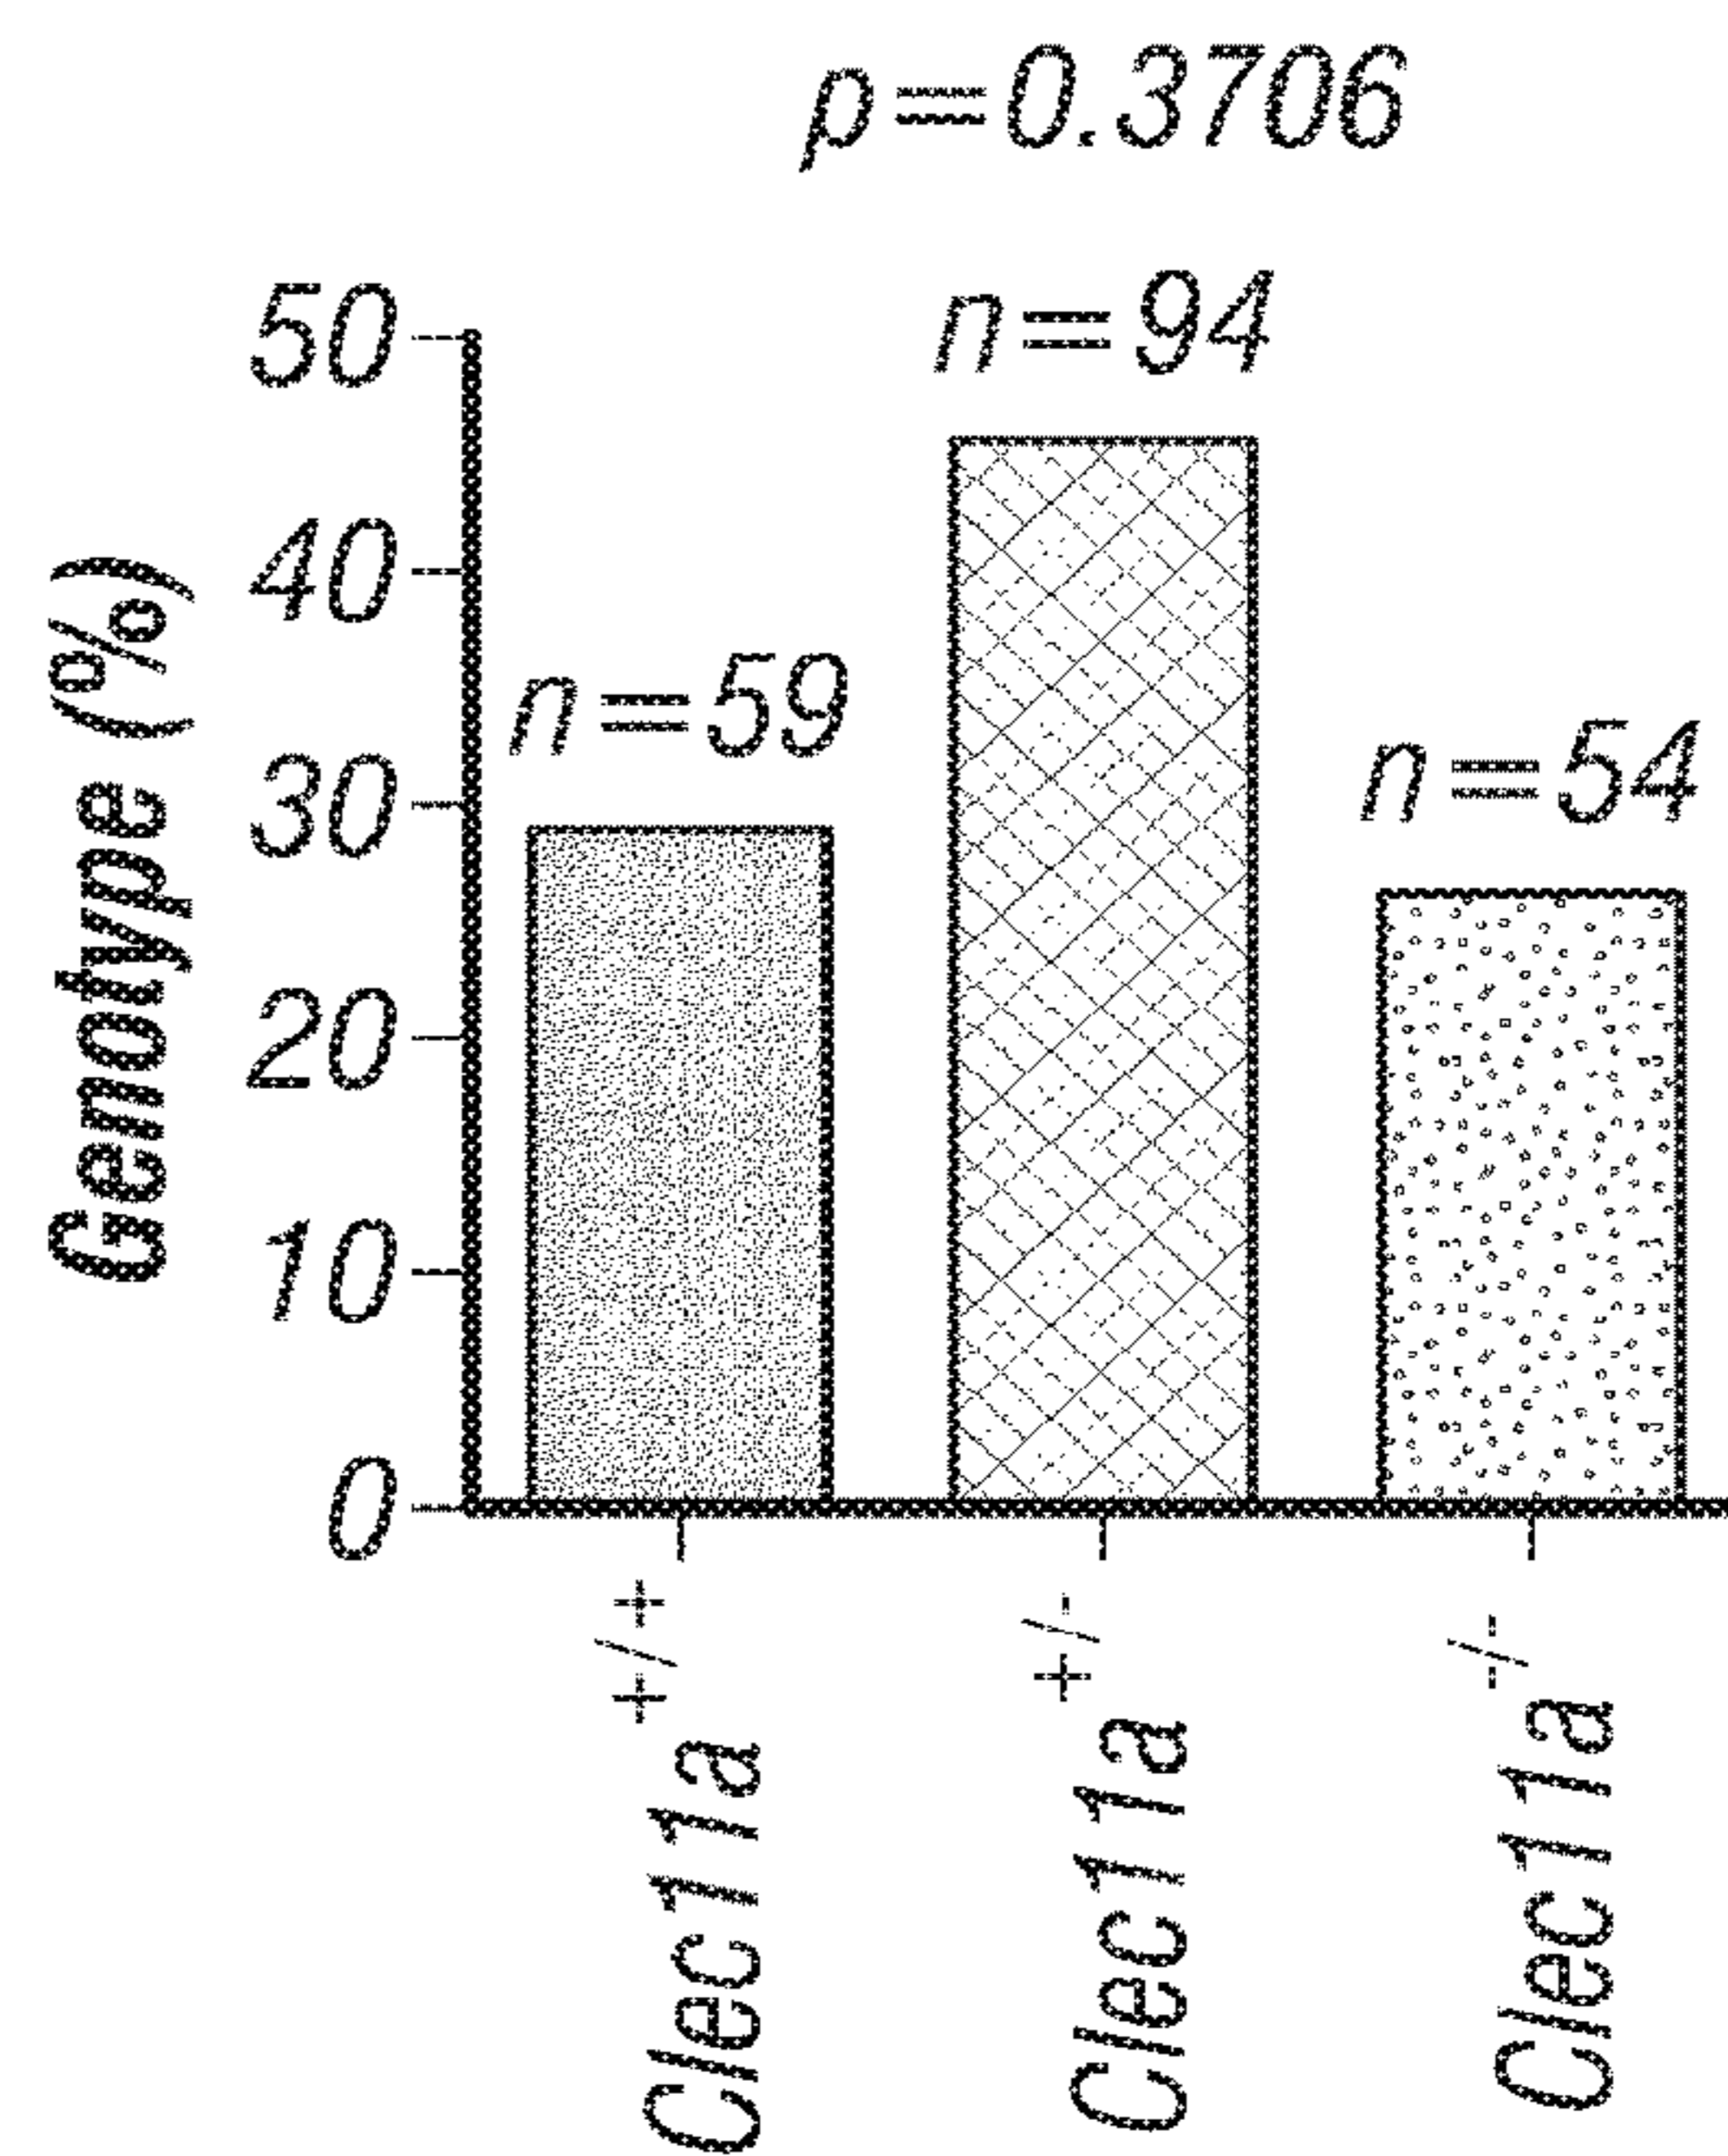 p=0.3706
Genotype (%)
50
40
30
20
10
0
n=59
n=94
n=54
Clec11a+/+
Clec11a+/-
Clec11a-/-